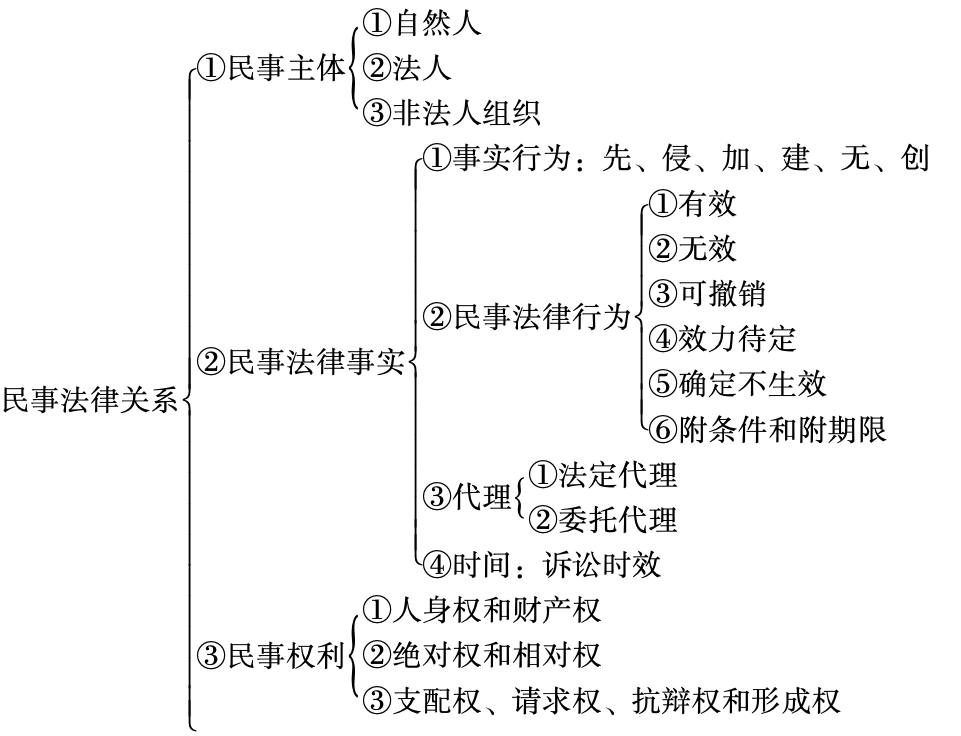 民事法律关系
①民事主体
①自然人
②法人
③非法人组织
②民事法律事实
①事实行为：先、侵、加、建、无、创
②民事法律行为
①有效
②无效
③可撤销
④效力待定
⑤确定不生效
⑥附条件和附期限
③代理
①法定代理
②委托代理
④时间：诉讼时效
③民事权利
①人身权和财产权
②绝对权和相对权
③支配权、请求权、抗辩权和形成权